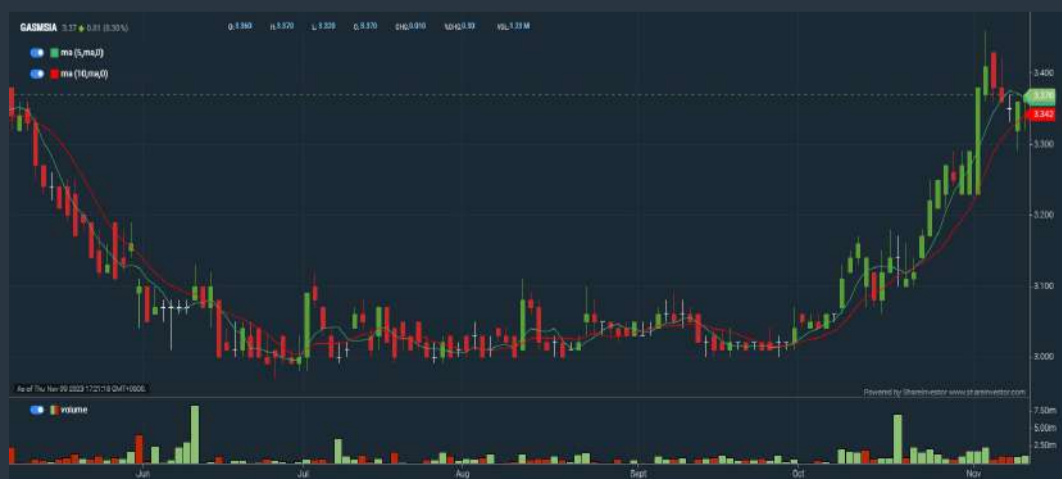 GASMSIA 3.37 0.01 (0.30%) O:3.360 H:3.370 L:3.320 C:3.370 CHG:0.010 %CHG:0.30 VOL:1.23 M
ma (5,ma,0)
ma (10,ma,0)
3.400
3.370
3.342
3.300
3.200
3.100
3.000
As of Thu Nov 09 2023 17:21:18 GMT+0800.
Powered by ShareInvestor www.shareinvestor.com
volume
7.50m
5.00m
2.50m
Jun Jul Aug Sept Oct Nov